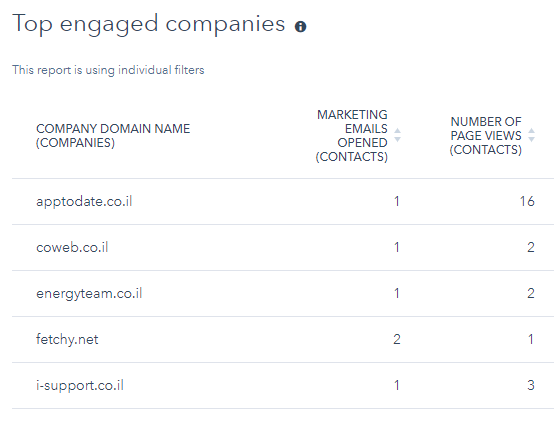 Top engaged companies
This report is using individual filters
COMPANY DOMAIN NAME
(COMPANIES)
MARKETING
EMAILS
OPENED
(CONTACTS)
NUMBER OF
PAGE VIEWS
(CONTACTS)
apptodate.co.il 1 16
coweb.co.il 1 2
energyteam.co.il 1 2
fetchy.net 2 1
i-support.co.il 1 3